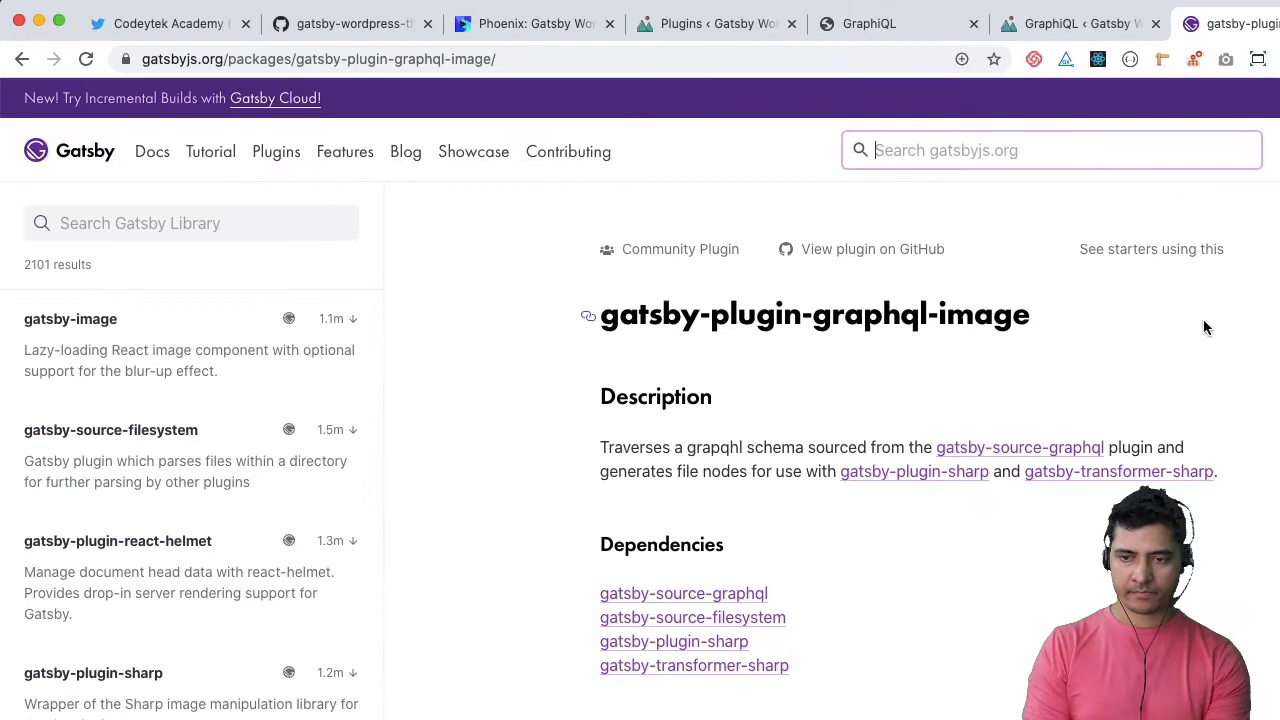 Codeytek Academy (
gatsby-wordpress-th
Phoenix: Gatsby Wor
Plugins ‹ Gatsby Wo
GraphiQL
GraphiQL ‹ Gatsby W
gatsby-plugi
gatsbyjs.org/packages/gatsby-plugin-graphql-image/
New! Try Incremental Builds with Gatsby Cloud!
Gatsby Docs Tutorial Plugins Features Blog Showcase Contributing
Search gatsbyjs.org
Search Gatsby Library
2101 results
gatsby-image 1.1m ↓
Lazy-loading React image component with optional
support for the blur-up effect.
gatsby-source-filesystem 1.5m ↓
Gatsby plugin which parses files within a directory
for further parsing by other plugins
gatsby-plugin-react-helmet 1.3m ↓
Manage document head data with react-helmet.
Provides drop-in server rendering support for
Gatsby.
gatsby-plugin-sharp 1.2m ↓
Wrapper of the Sharp image manipulation library for
Community Plugin View plugin on GitHub See starters using this
gatsby-plugin-graphql-image
Description
Traverses a grapqhl schema sourced from the gatsby-source-graphql plugin and
generates file nodes for use with gatsby-plugin-sharp and gatsby-transformer-sharp.
Dependencies
gatsby-source-graphql
gatsby-source-filesystem
gatsby-plugin-sharp
gatsby-transformer-sharp